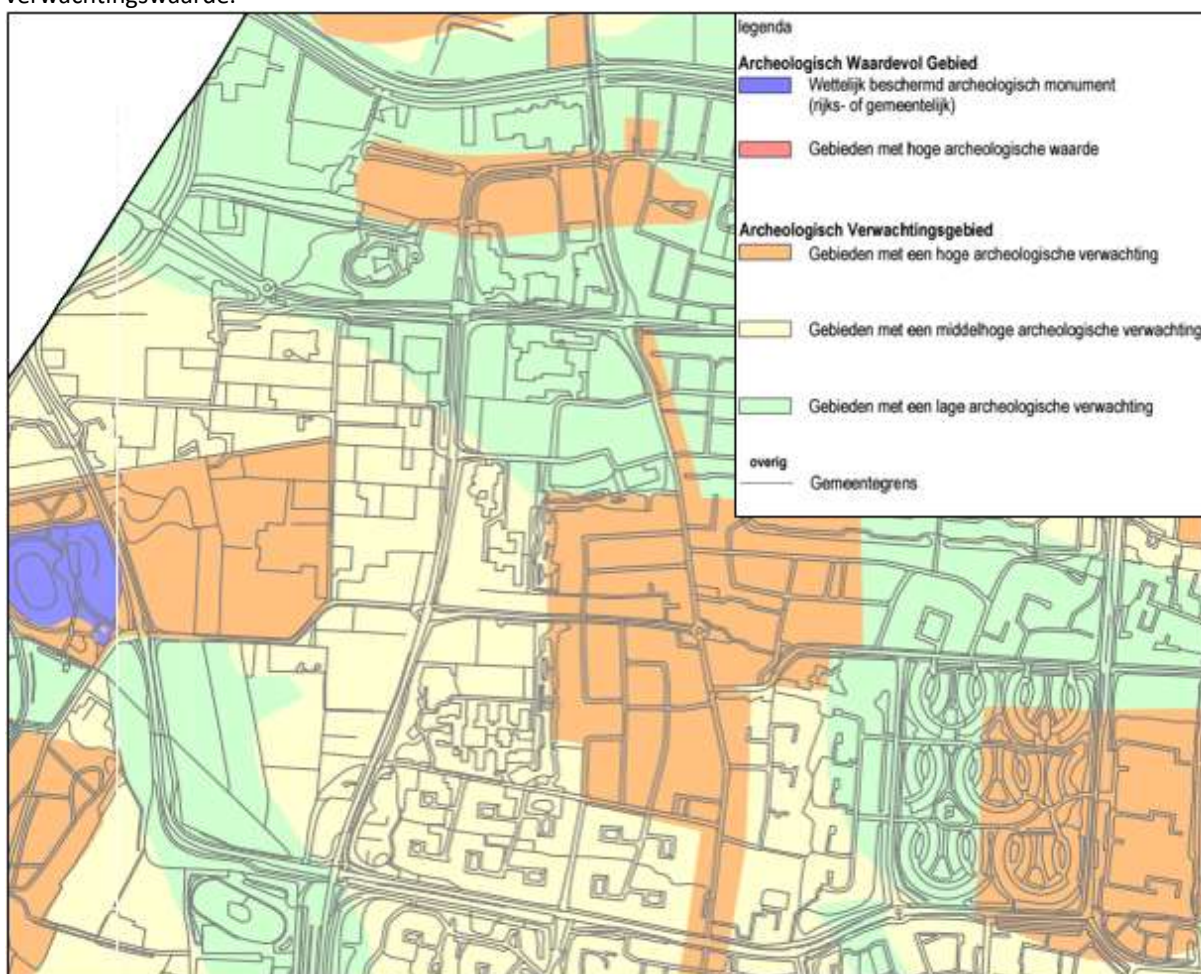 verwachtingswaarde.
legenda
Archeologisch Waardevol Gebied
Wettelijk beschermd archeologisch monument
(rijks- of gemeentelijk)
Gebieden met hoge archeologische waarde
Archeologisch Verwachtingsgebied
Gebieden met een hoge archeologische verwachting
Gebieden met een middelhoge archeologische verwachting
Gebieden met een lage archeologische verwachting
overig
Gemeentegrens